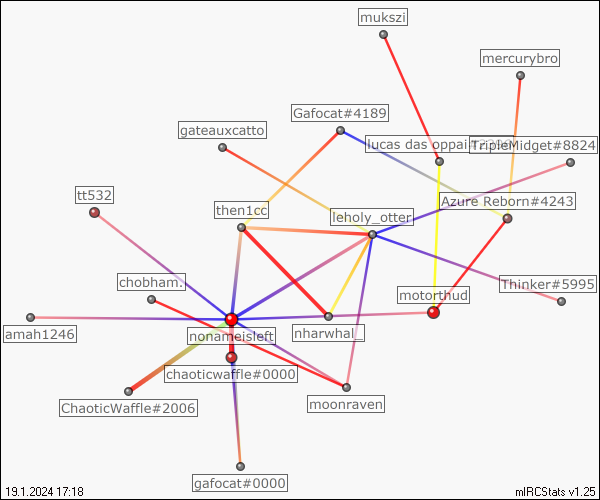 mukszi
mercurybro
Gafocat#4189
gateauxcatto
lucas das oppai
TripleMidget#8824
tt532
Azure Reborn#4243
then1cc
leholy_otter
chobham.
Thinker#5995
motorthud
amah1246
nonameisleft
nharwhal_
chaoticwaffle#0000
ChaoticWaffle#2006
moonraven
gafocat#0000
19.1.2024 17:18
mIRCStats v1.25